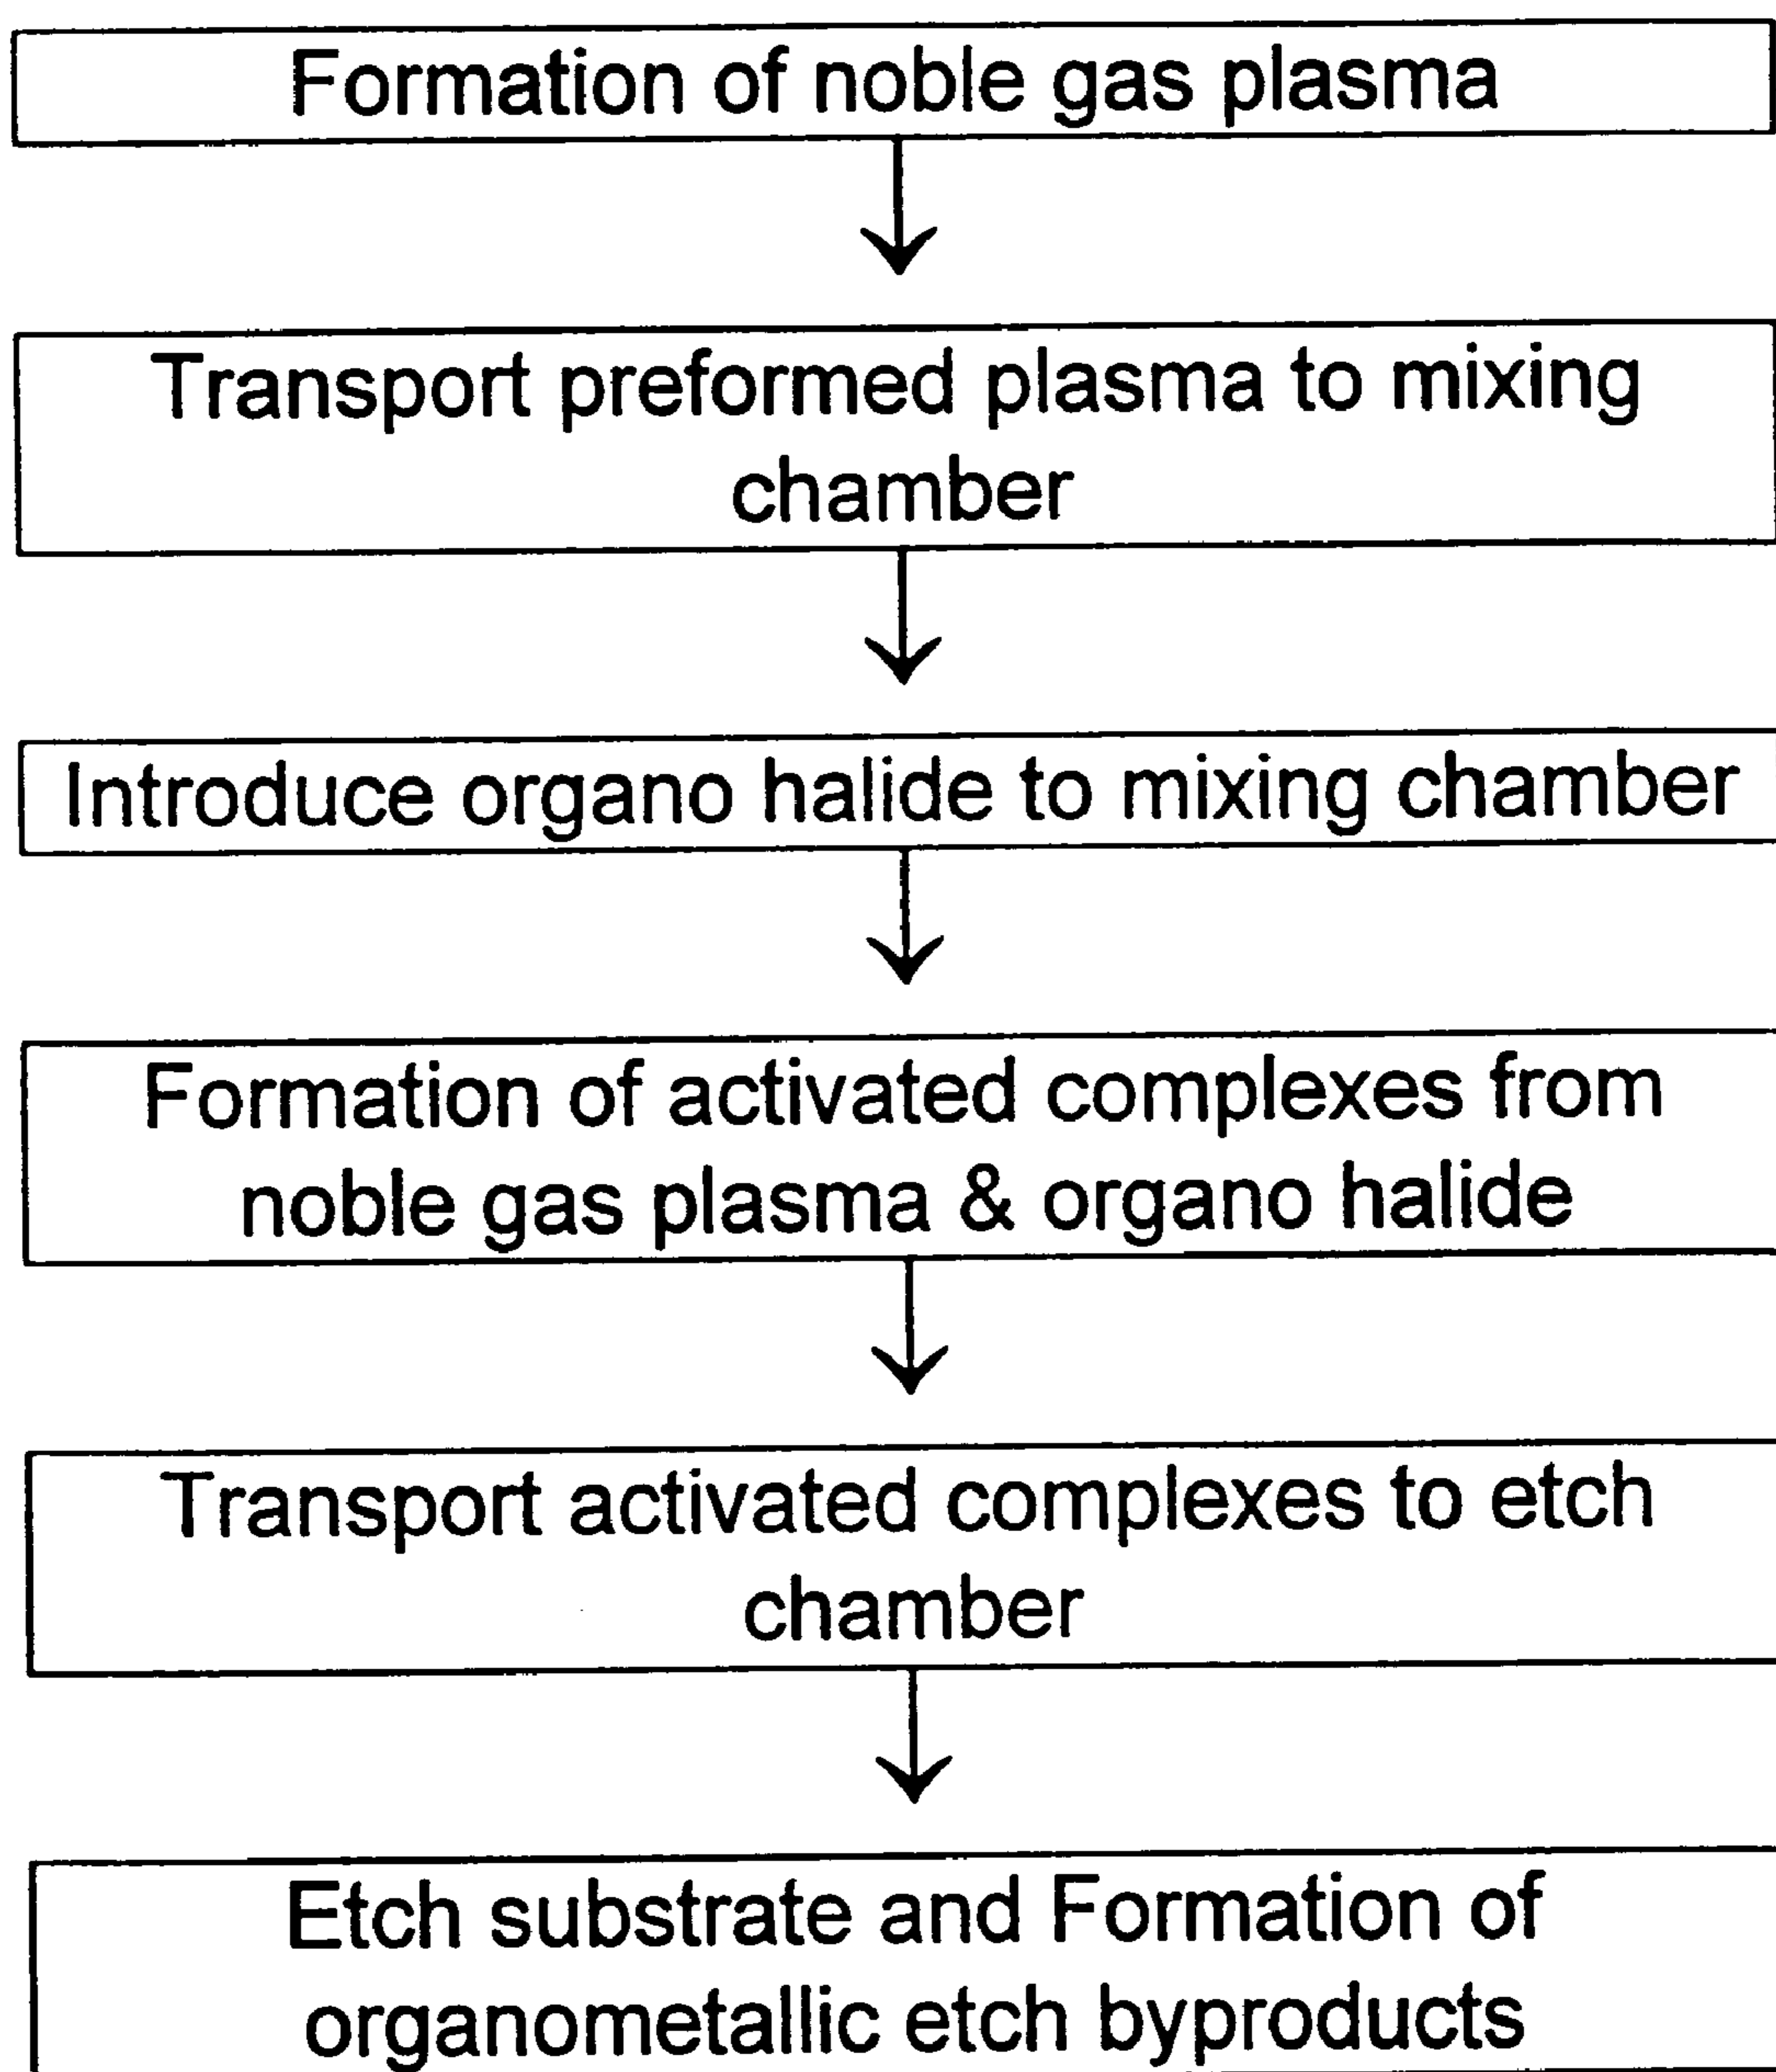 Formation of noble gas plasma
Transport preformed plasma to mixing
chamber
Introduce organo halide to mixing chamber
Formation of activated complexes from
noble gas plasma & organo halide
Transport activated complexes to etch
chamber
Etch substrate and Formation of
organometallic etch byproducts